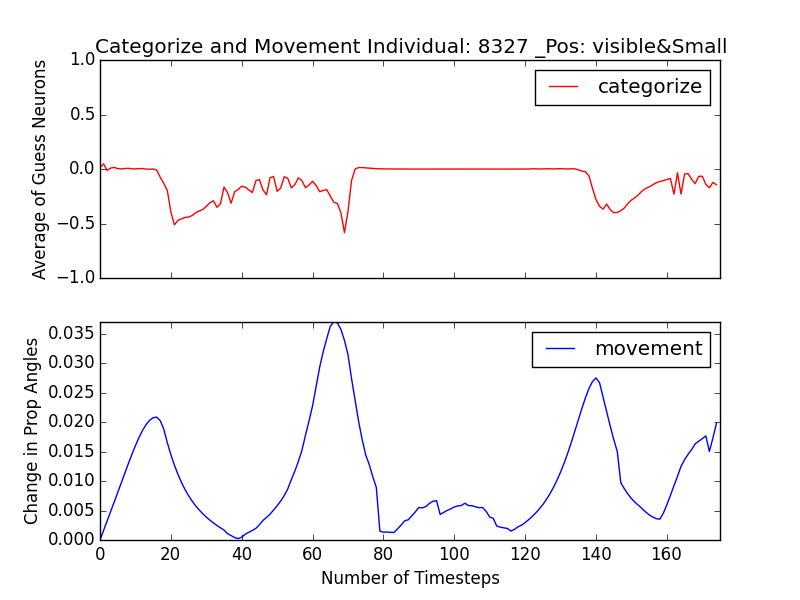 Categorize and Movement Individual: 8327 _Pos: visible&Small
1.0
0.5
0.0
−0.5
−1.0
Average of Guess Neurons
categorize
0.035
0.030
0.025
0.020
0.015
0.010
0.005
0.000
Change in Prop Angles
movement
0 20 40 60 80 100 120 140 160
Number of Timesteps